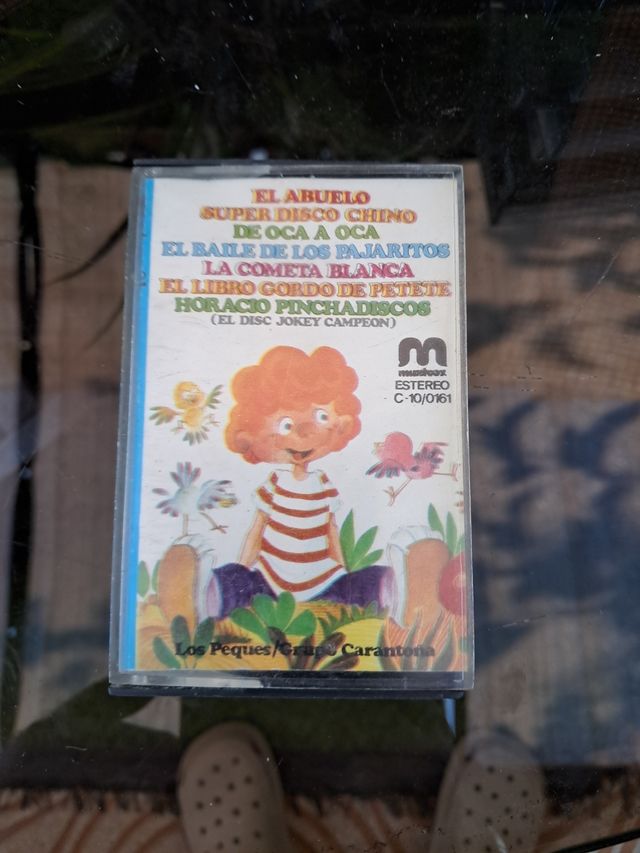 EL ABUELO
SUPER DISCO CHINO
DE OCA A OCA
EL BAILE DE LOS PAJARITOS
LA COMETA BLANCA
EL LIBRO GORDO DE PETETE
HORACIO PINCHADISCOS
(EL DISC JOKEY CAMPEON)
m
ESTEREO
C-10/0161
Los Peques/Grupo Carantona